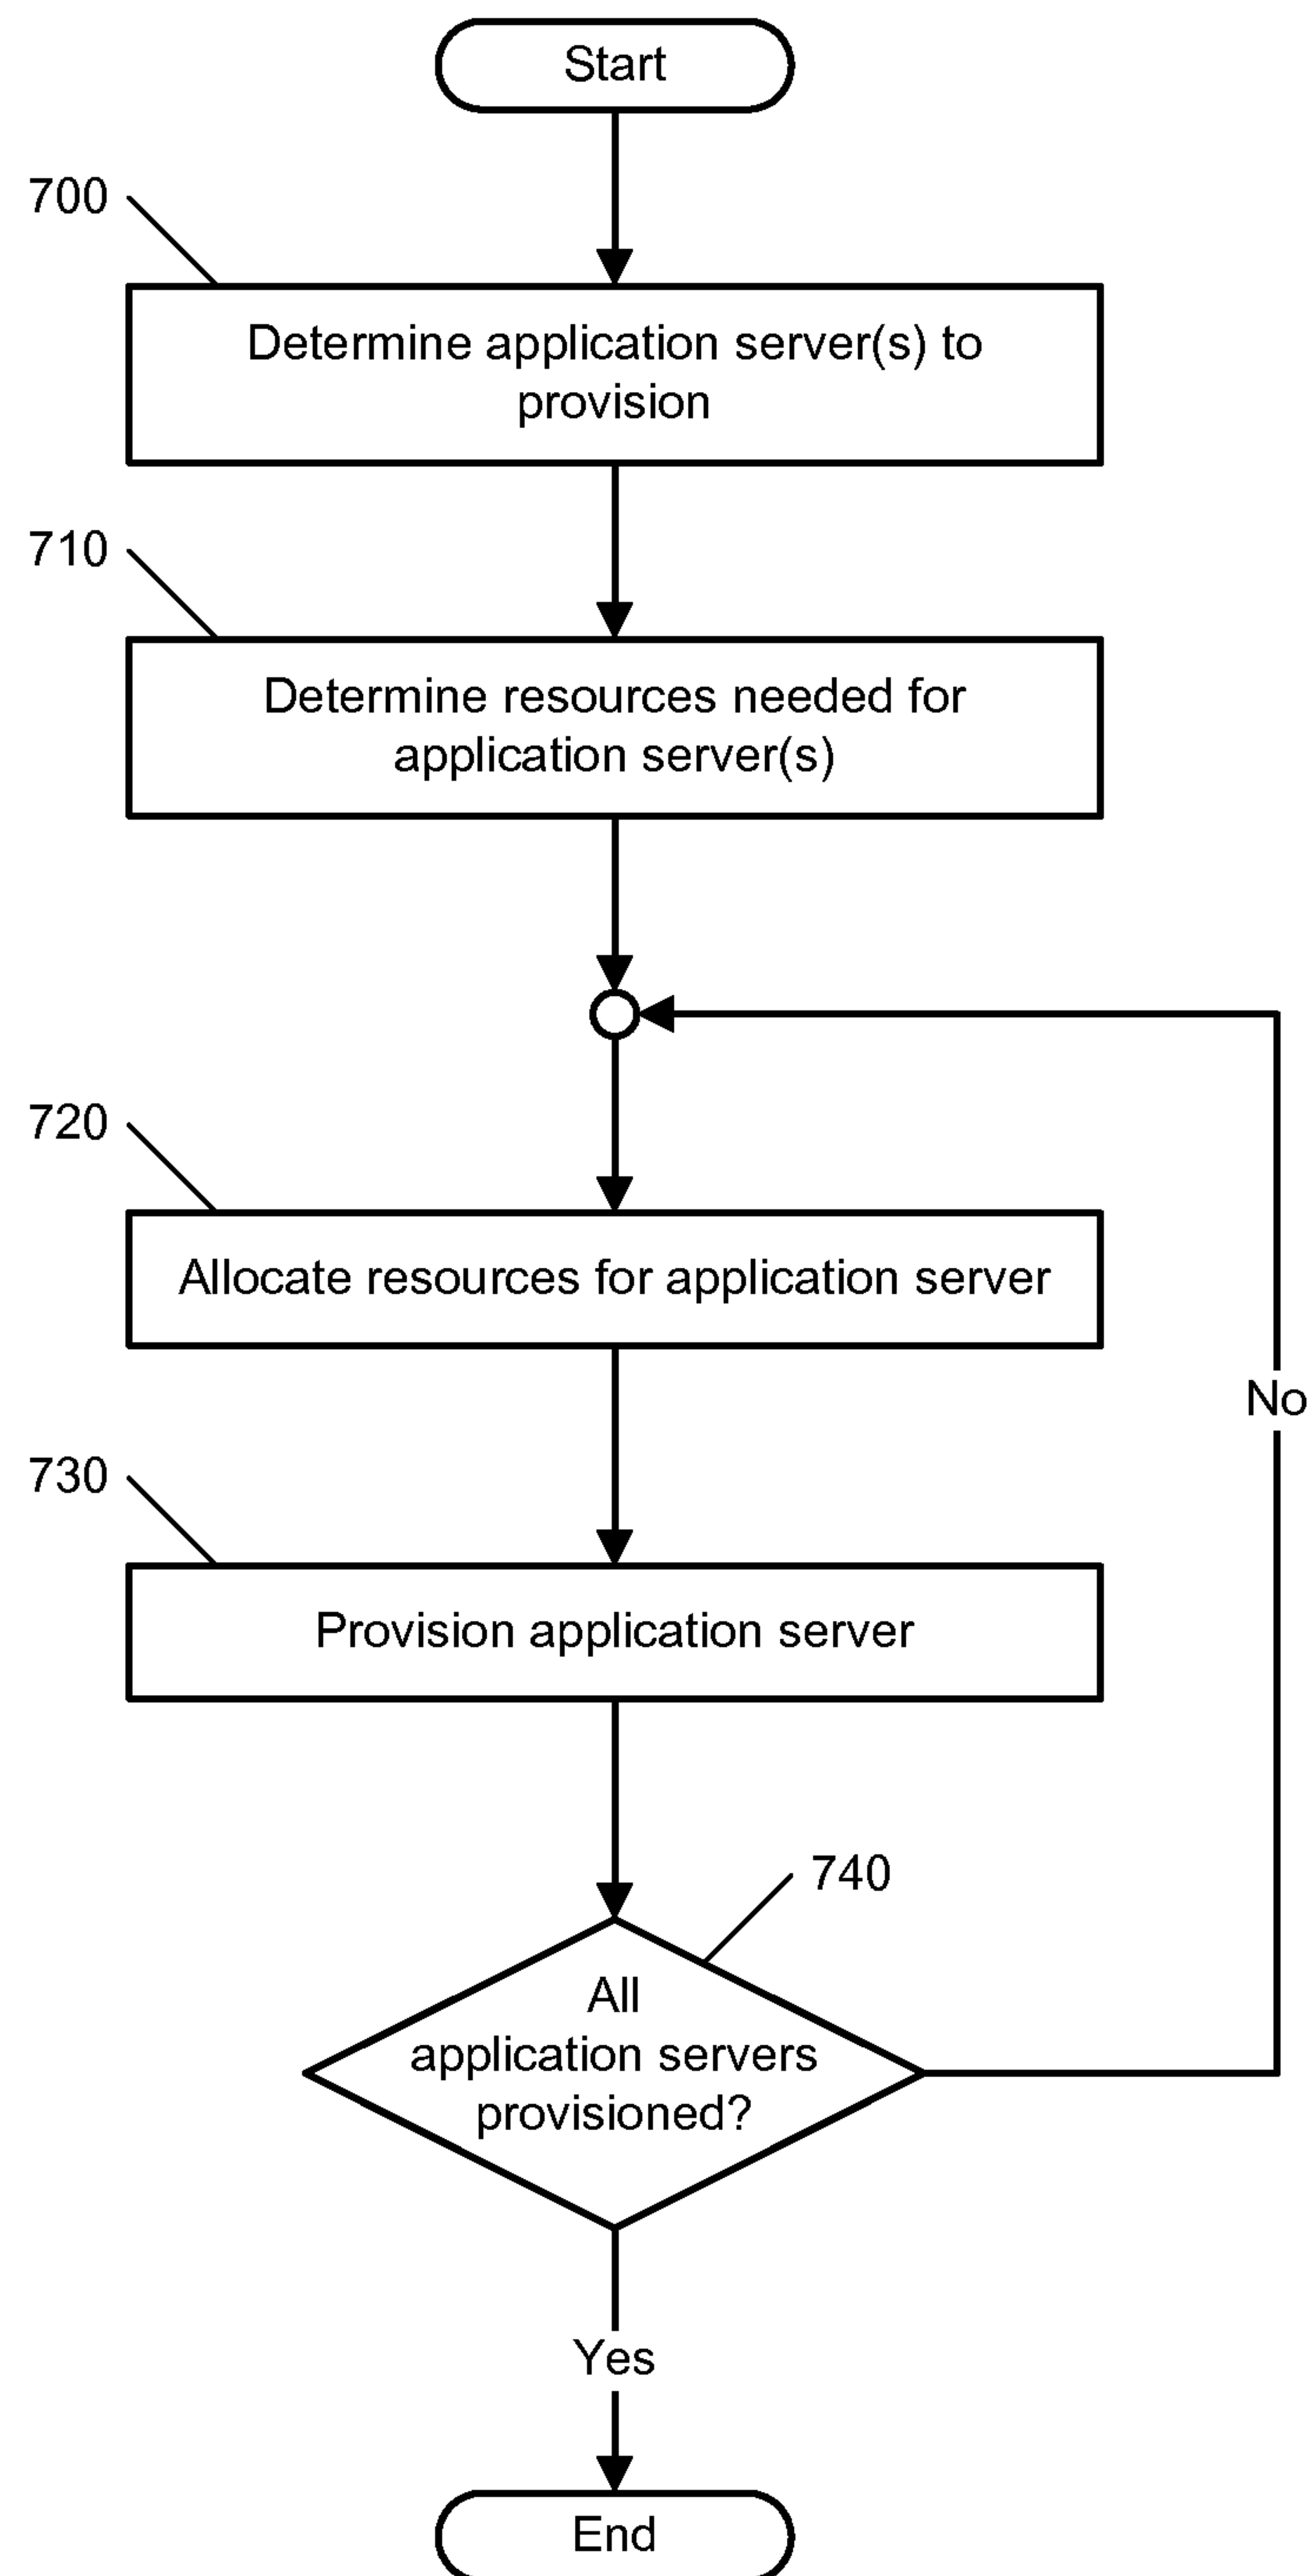 Start
700
Determine application server(s) to
provision
710
Determine resources needed for
application server(s)
720
Allocate resources for application server
No
730
Provision application server
740
All
application servers
provisioned?
Yes
End